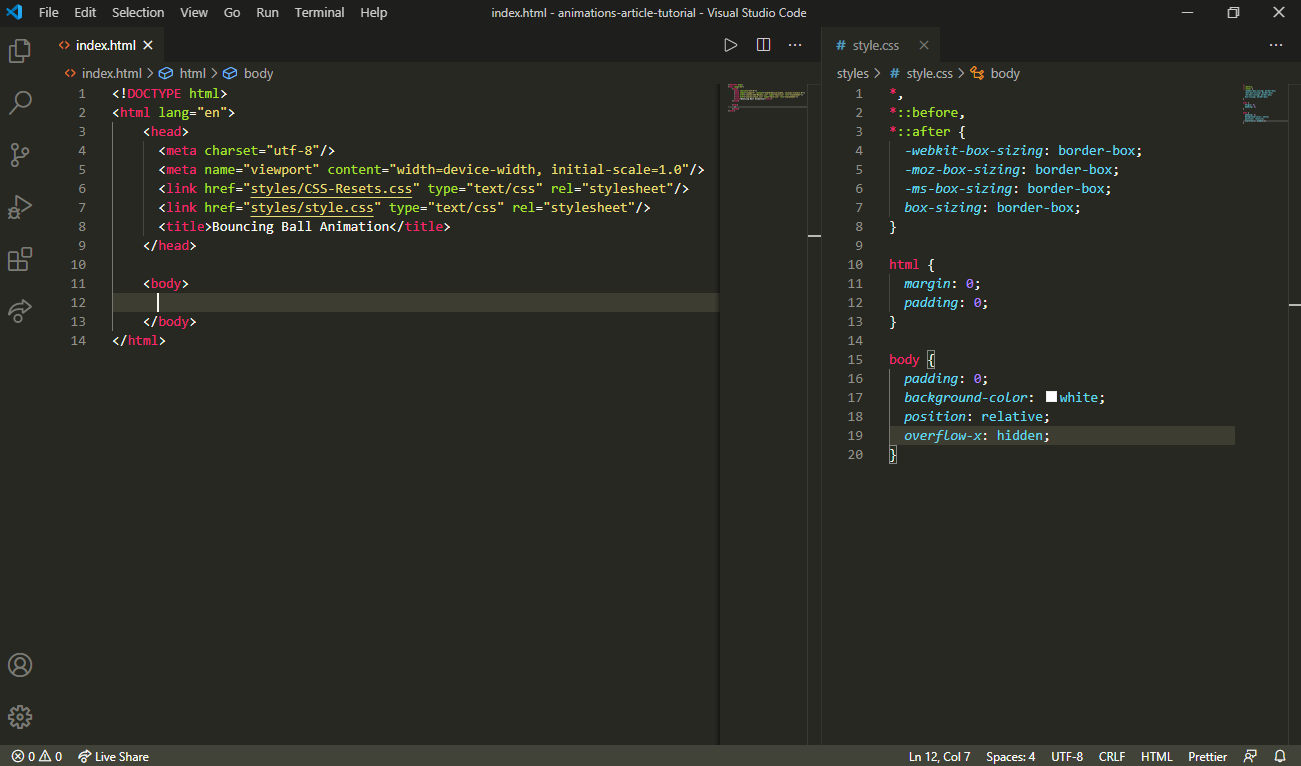 File Edit Selection View Go Run Terminal Help index.html - animations-article-tutorial - Visual Studio Code
index.html
index.html > html > body
1 <!DOCTYPE html>
2 <html lang="en">
3 <head>
4 <meta charset="utf-8"/>
5 <meta name="viewport" content="width=device-width, initial-scale=1.0"/>
6 <link href="styles/CSS-Resets.css" type="text/css" rel="stylesheet"/>
7 <link href="styles/style.css" type="text/css" rel="stylesheet"/>
8 <title>Bouncing Ball Animation</title>
9 </head>
10
11 <body>
12
13 </body>
14 </html>
# style.css
styles > # style.css > body
1 *,
2 *::before,
3 *::after {
4 -webkit-box-sizing: border-box;
5 -moz-box-sizing: border-box;
6 -ms-box-sizing: border-box;
7 box-sizing: border-box;
8 }
9
10 html {
11 margin: 0;
12 padding: 0;
13 }
14
15 body {
16 padding: 0;
17 background-color: white;
18 position: relative;
19 overflow-x: hidden;
20 }
0 0 Live Share Ln 12, Col 7 Spaces: 4 UTF-8 CRLF HTML Prettier